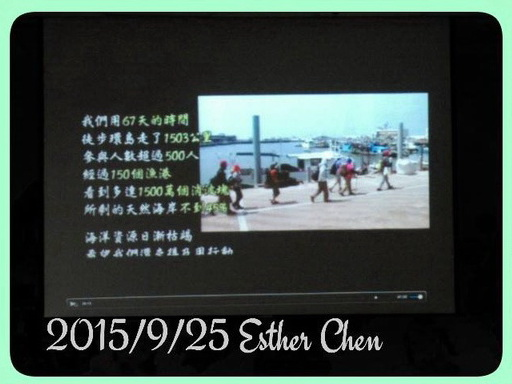 我們用67天的時間
徒步環島走了1503公里
參與人數超過500人
經過150個漁港
看到多達1500萬個消波塊
所剩的天然海岸不到45%
海洋資源日漸枯竭
2015/9/25 Esther Chen